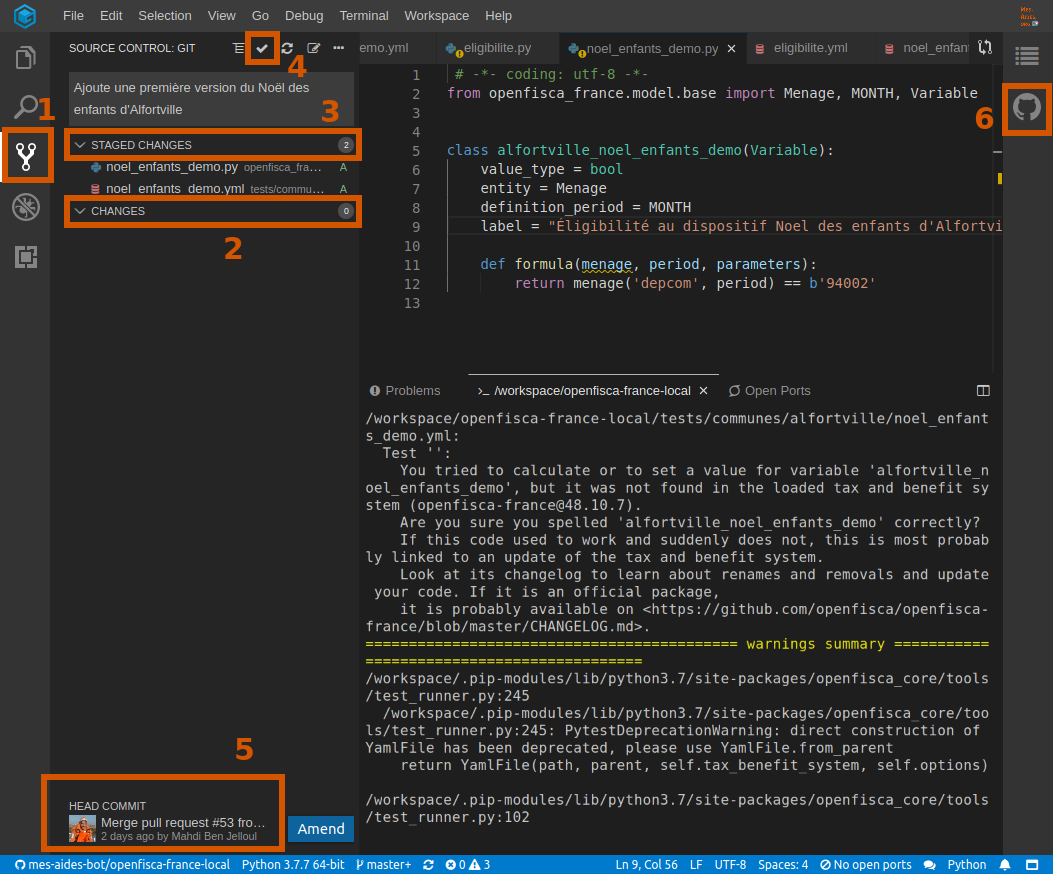 File Edit Selection View Go Debug Terminal Workspace Help
Mes. Aides.
SOURCE CONTROL: GIT
4
Ajoute une première version du Noël des
enfants d'Alfortville
1
3
STAGED CHANGES 2
noel_enfants_demo.py openfisca_fra... A
noel_enfants_demo.yml tests/commu... A
CHANGES 0
2
5
HEAD COMMIT
Merge pull request #53 fro...
2 days ago by Mahdi Ben Jelloul
Amend
emo.yml eligibilite.py noel_enfants_demo.py × eligibilite.yml noel_enfant
6
1 # -*- coding: utf-8 -*-
2 from openfisca_france.model.base import Menage, MONTH, Variable
3
4
5 class alfortville_noel_enfants_demo(Variable):
6 value_type = bool
7 entity = Menage
8 definition_period = MONTH
9 label = "Éligibilité au dispositif Noel des enfants d'Alfortvi
10
11 def formula(menage, period, parameters):
12 return menage('depcom', period) == b'94002'
13
Problems >_ /workspace/openfisca-france-local × Open Ports
/workspace/openfisca-france-local/tests/communes/alfortville/noel_enfant
s_demo.yml:
Test '':
You tried to calculate or to set a value for variable 'alfortville_n
oel_enfants_demo', but it was not found in the loaded tax and benefit sy
stem (openfisca-france@48.10.7).
Are you sure you spelled 'alfortville_noel_enfants_demo' correctly?
If this code used to work and suddenly does not, this is most probab
ly linked to an update of the tax and benefit system.
Look at its changelog to learn about renames and removals and update
your code. If it is an official package,
it is probably available on <https://github.com/openfisca/openfisca-
france/blob/master/CHANGELOG.md>.
=========================================== warnings summary ===========
================================
/workspace/.pip-modules/lib/python3.7/site-packages/openfisca_core/tools
/test_runner.py:245
/workspace/.pip-modules/lib/python3.7/site-packages/openfisca_core/too
ls/test_runner.py:245: PytestDeprecationWarning: direct construction of
YamlFile has been deprecated, please use YamlFile.from_parent
return YamlFile(path, parent, self.tax_benefit_system, self.options)
/workspace/.pip-modules/lib/python3.7/site-packages/openfisca_core/tools
/test_runner.py:102
mes-aides-bot/openfisca-france-local Python 3.7.7 64-bit master+ 0 3 Ln 9, Col 56 LF UTF-8 Spaces: 4 No open ports Python